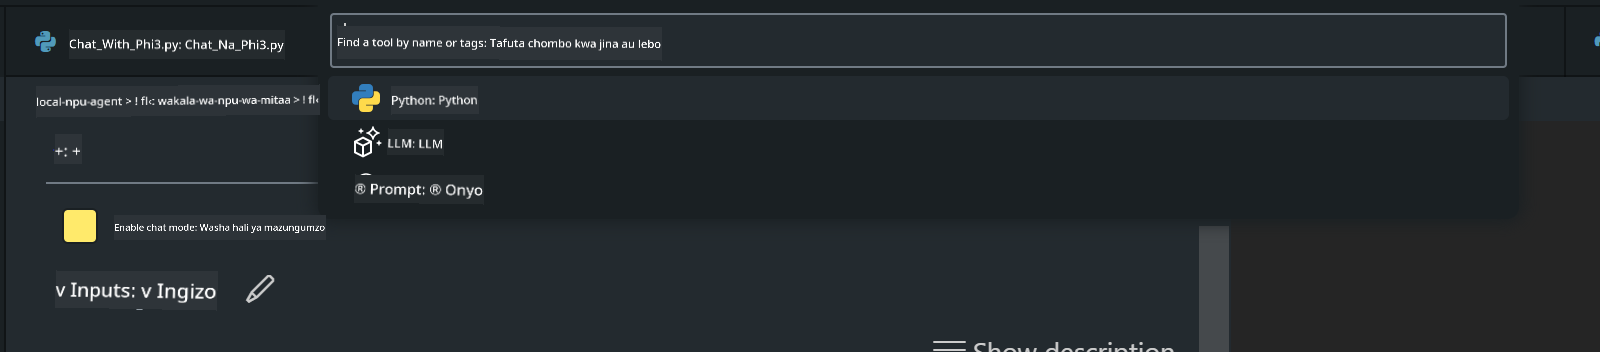 Chat_With_Phi3.py: Chat_Na_Phi3.py
Find a tool by name or tags: Tafuta chombo kwa jina au lebo
local-npu-agent > ! wakala-wa-npu-wa-mitaa > !
Python: Python
+: +
LLM: LLM
® Prompt: ® Onyo
Enable chat mode: Washa hali ya mazungumzo
v Inputs: v Ingizo
Show description